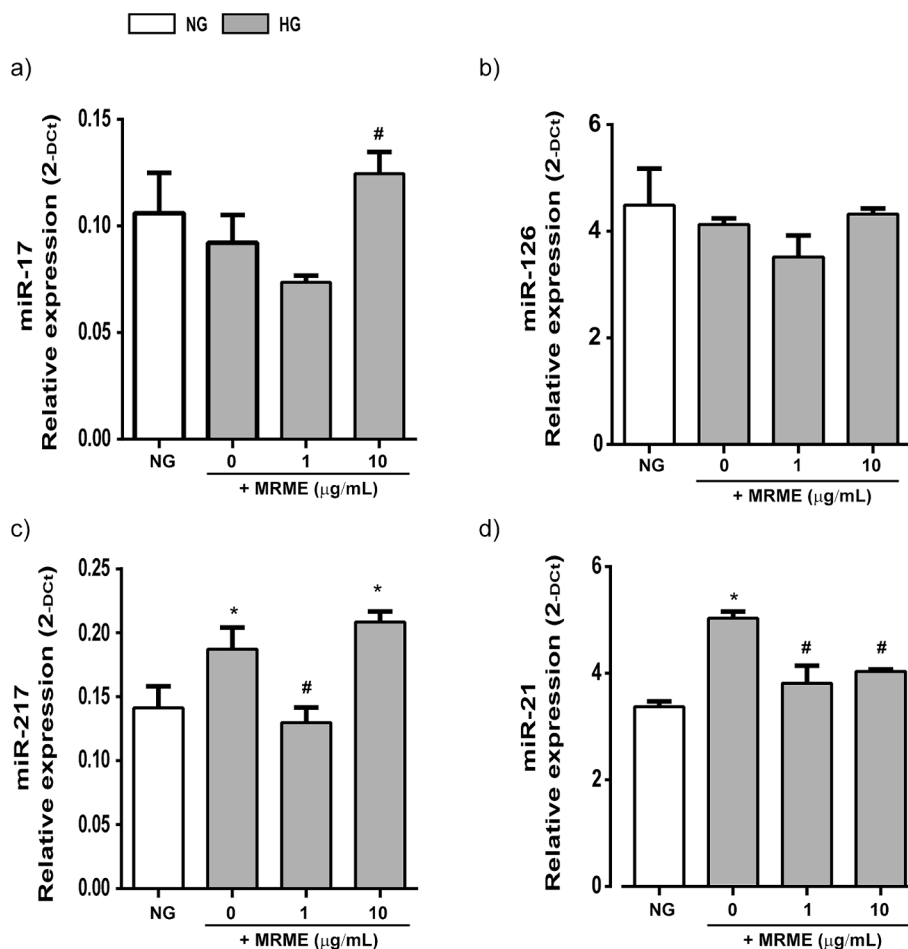 NG HG
a)
b)
miR-17
Relative expression (2-DCt)
0.15
0.10
0.05
0.00
#
NG 0 1 10
+ MRME (μg/mL)
miR-126
Relative expression (2-DCt)
6
4
2
0
NG 0 1 10
+ MRME (μg/mL)
c)
d)
miR-217
Relative expression (2-DCt)
0.25
0.20
0.15
0.10
0.05
0.00
* # *
NG 0 1 10
+ MRME (μg/mL)
miR-21
Relative expression (2-DCt)
6
4
2
0
* # #
NG 0 1 10
+ MRME (μg/mL)